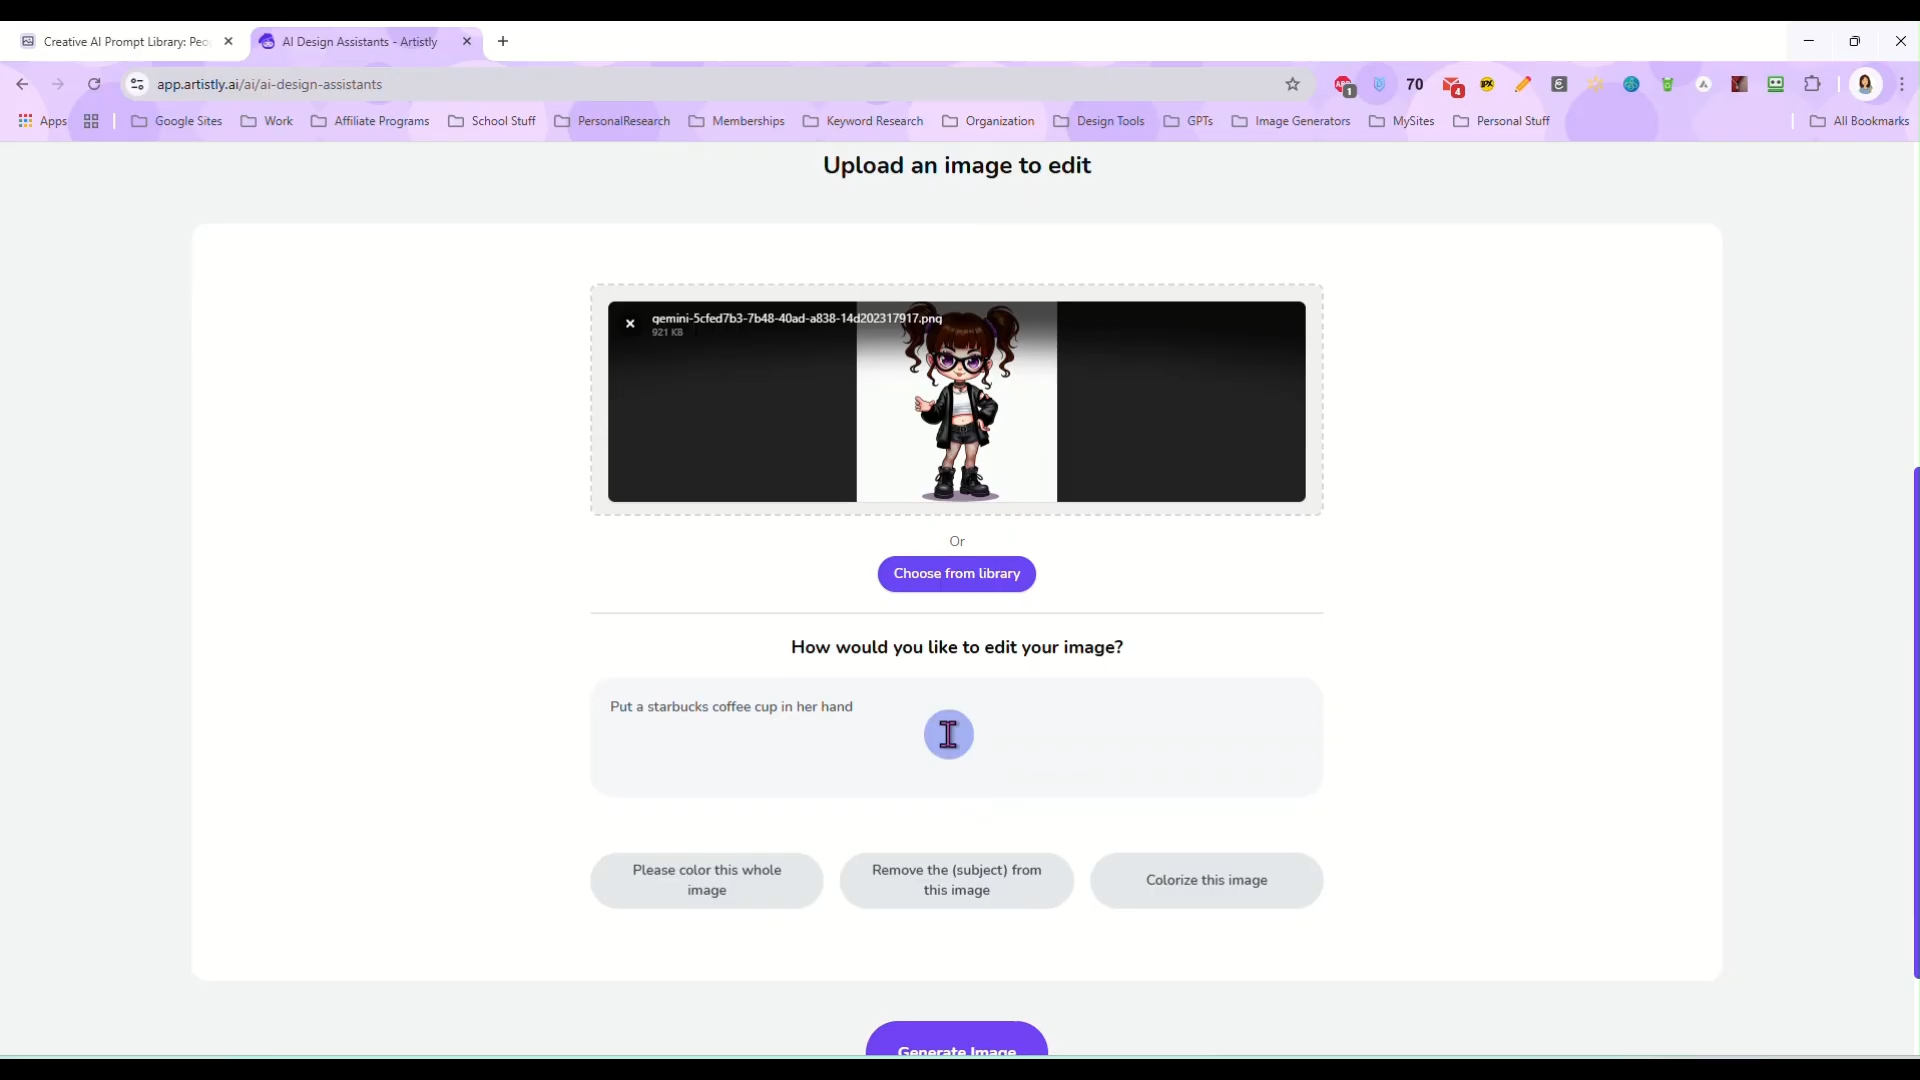 Creative AI Prompt Library: Peo
AI Design Assistants - Artistly
app.artistly.ai/ai/ai-design-assistants
1
70
4
Apps
Google Sites
Work
Affiliate Programs
School Stuff
PersonalResearch
Memberships
Keyword Research
Organization
Design Tools
GPTs
Image Generators
MySites
Personal Stuff
All Bookmarks
Upload an image to edit
gemini-5cfed7b3-7b48-40ad-a838-14d202317917.png
921 KB
Or
Choose from library
How would you like to edit your image?
Put a starbucks coffee cup in her hand
Please color this whole
image
Remove the (subject) from
this image
Colorize this image
Generate Image